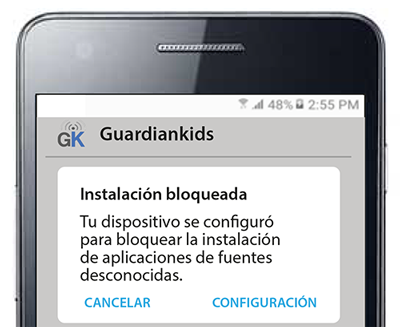 48% 2:55 PM
GK Guardiankids
Instalación bloqueada
Tu dispositivo se configuró
para bloquear la instalación
de aplicaciones de fuentes
desconocidas.
CANCELAR CONFIGURACIÓN